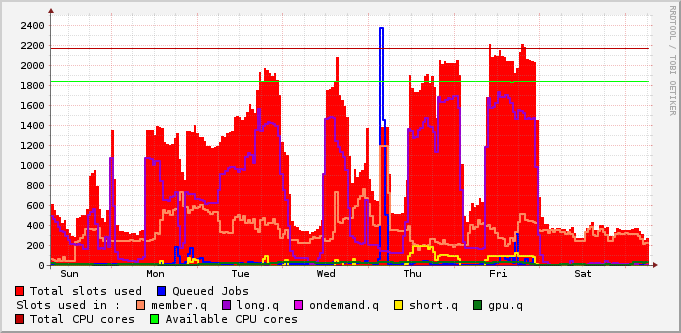 RRDTOOL / TOBI OETIKER
2400
2200
2000
1800
1600
1400
1200
1000
800
600
400
200
0
Sun Mon Tue Wed Thu Fri Sat
Total slots used Queued Jobs
Slots used in : member.q long.q ondemand.q short.q gpu.q
Total CPU cores Available CPU cores